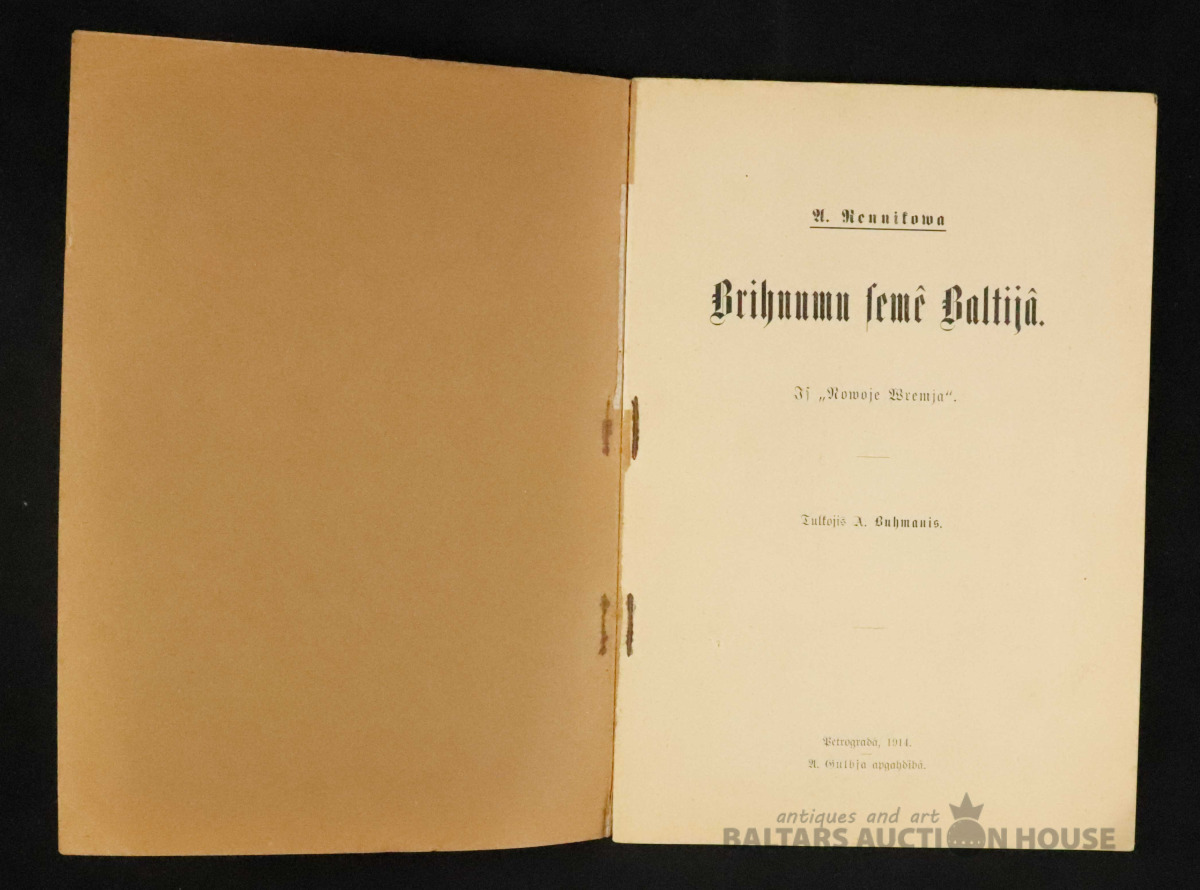 A. Rennikowa
Brihnumu ſemê Baltijâ.
Iſ „Nowoje Wremja“.
Tulkojis A. Buhmanis.
Petrogradâ, 1914.
A. Gulbja apgahdibâ.
antiques and art
BALTARS AUCTION HOUSE